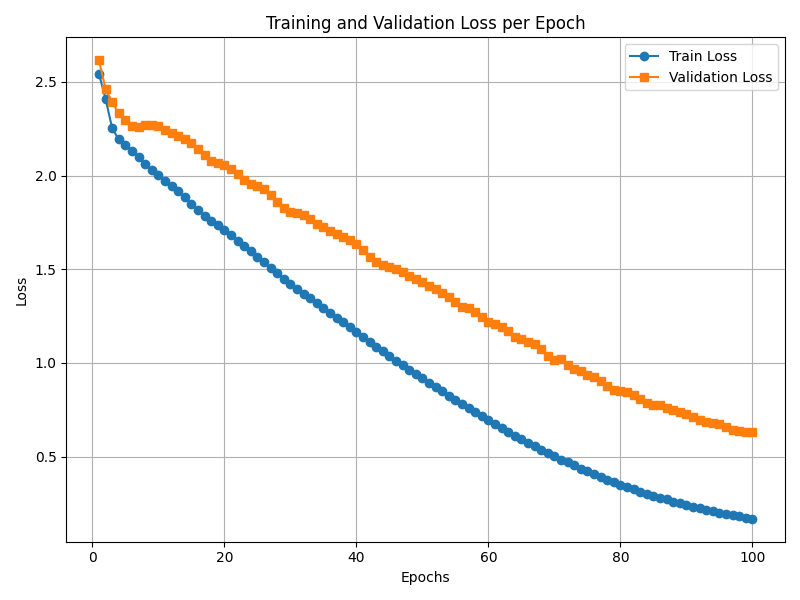 Training and Validation Loss per Epoch
Train Loss
Validation Loss
2.5
2.0
1.5
1.0
0.5
Loss
0 20 40 60 80 100
Epochs